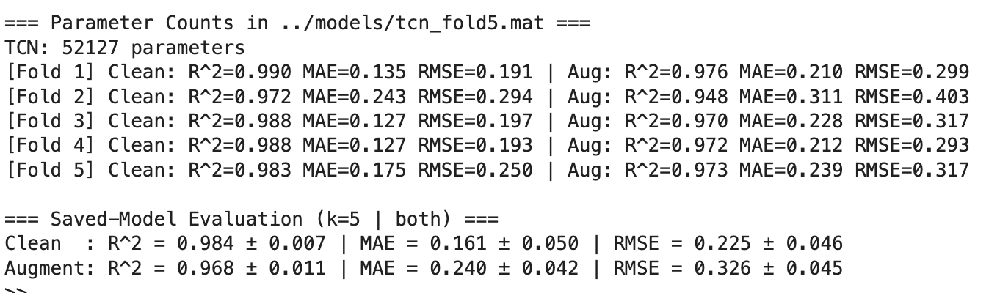 === Parameter Counts in ../models/tcn_fold5.mat ===
TCN: 52127 parameters
[Fold 1] Clean: R^2=0.990 MAE=0.135 RMSE=0.191 | Aug: R^2=0.976 MAE=0.210 RMSE=0.299
[Fold 2] Clean: R^2=0.972 MAE=0.243 RMSE=0.294 | Aug: R^2=0.948 MAE=0.311 RMSE=0.403
[Fold 3] Clean: R^2=0.988 MAE=0.127 RMSE=0.197 | Aug: R^2=0.970 MAE=0.228 RMSE=0.317
[Fold 4] Clean: R^2=0.988 MAE=0.127 RMSE=0.193 | Aug: R^2=0.972 MAE=0.212 RMSE=0.293
[Fold 5] Clean: R^2=0.983 MAE=0.175 RMSE=0.250 | Aug: R^2=0.973 MAE=0.239 RMSE=0.317
=== Saved-Model Evaluation (k=5 | both) ===
Clean  : R^2 = 0.984 ± 0.007 | MAE = 0.161 ± 0.050 | RMSE = 0.225 ± 0.046
Augment: R^2 = 0.968 ± 0.011 | MAE = 0.240 ± 0.042 | RMSE = 0.326 ± 0.045
>>